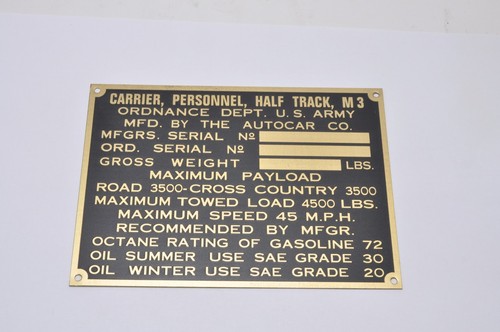 CARRIER, PERSONNEL, HALF TRACK, M3
ORDNANCE DEPT. U.S. ARMY
MFD. BY THE AUTOCAR CO.
MFGRS. SERIAL No
ORD. SERIAL No
GROSS WEIGHT LBS.
MAXIMUM PAYLOAD
ROAD 3500-CROSS COUNTRY 3500
MAXIMUM TOWED LOAD 4500 LBS.
MAXIMUM SPEED 45 M.P.H.
RECOMMENDED BY MFGR.
OCTANE RATING OF GASOLINE 72
OIL SUMMER USE SAE GRADE 30
OIL WINTER USE SAE GRADE 20